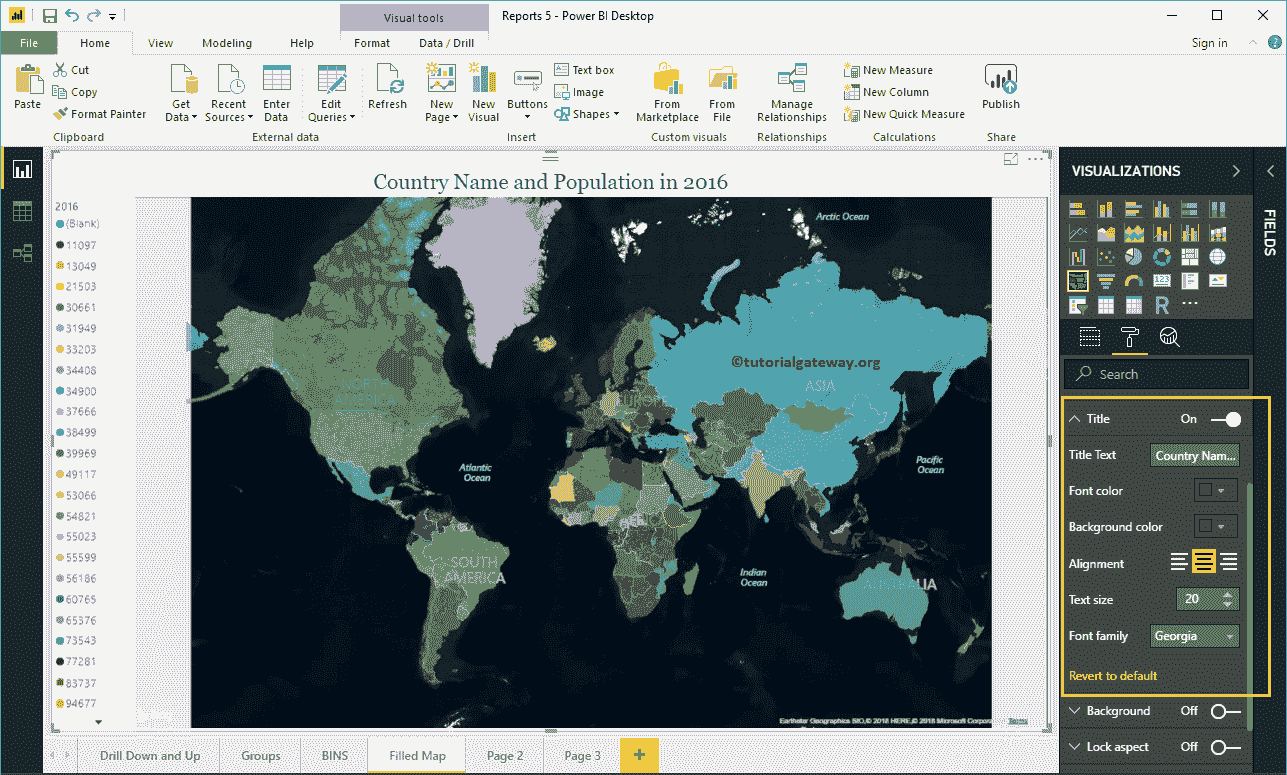 Visual tools
Reports 5 - Power BI Desktop
File
Home
View
Modeling
Help
Format
Data / Drill
Sign in
Paste
Cut
Copy
Format Painter
Clipboard
Get Data
Recent Sources
Enter Data
External data
Edit Queries
Refresh
New Page
New Visual
Buttons
Text box
Image
Shapes
Insert
From Marketplace
From File
Custom visuals
Manage Relationships
Relationships
New Measure
New Column
New Quick Measure
Calculations
Publish
Share
Country Name and Population in 2016
2016
(Blank)
11097
13049
21503
30661
31949
33203
34408
34900
37666
38499
39969
49117
53066
54821
55023
55599
56186
60765
65376
73543
77281
83737
94677
Arctic Ocean
©tutorialgateway.org
ASIA
EUROPE
Atlantic
Ocean
Pacific
Ocean
Indian
Ocean
SOUTH
AMERICA
Earthstar Geographics SIO, © 2018 HERE, © 2018 Microsoft Corpora
Terms
VISUALIZATIONS
FIELDS
123
R
Search
Title
On
Title Text
Country Nam...
Font color
Background color
Alignment
Text size
20
Font family
Georgia
Revert to default
Background
Off
Lock aspect
Off
Drill Down and Up
Groups
BINS
Filled Map
Page 2
Page 3
+